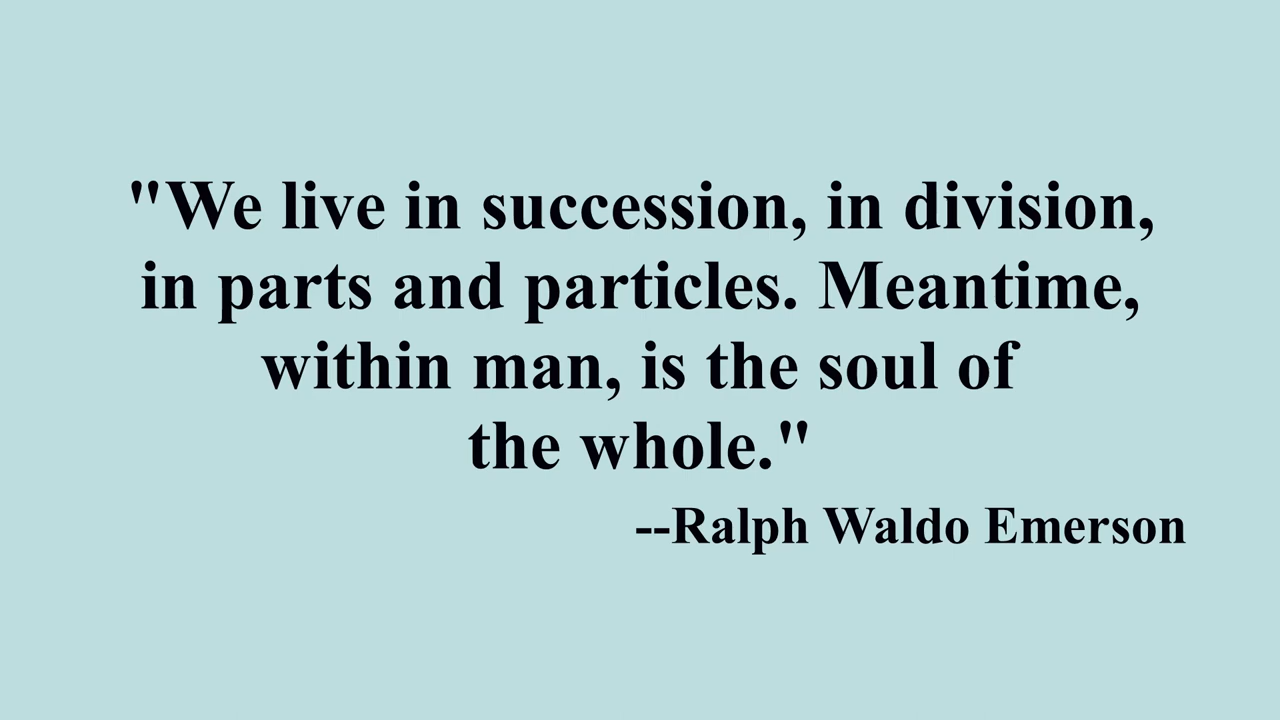 "We live in succession, in division,
in parts and particles. Meantime,
within man, is the soul of
the whole."
--Ralph Waldo Emerson